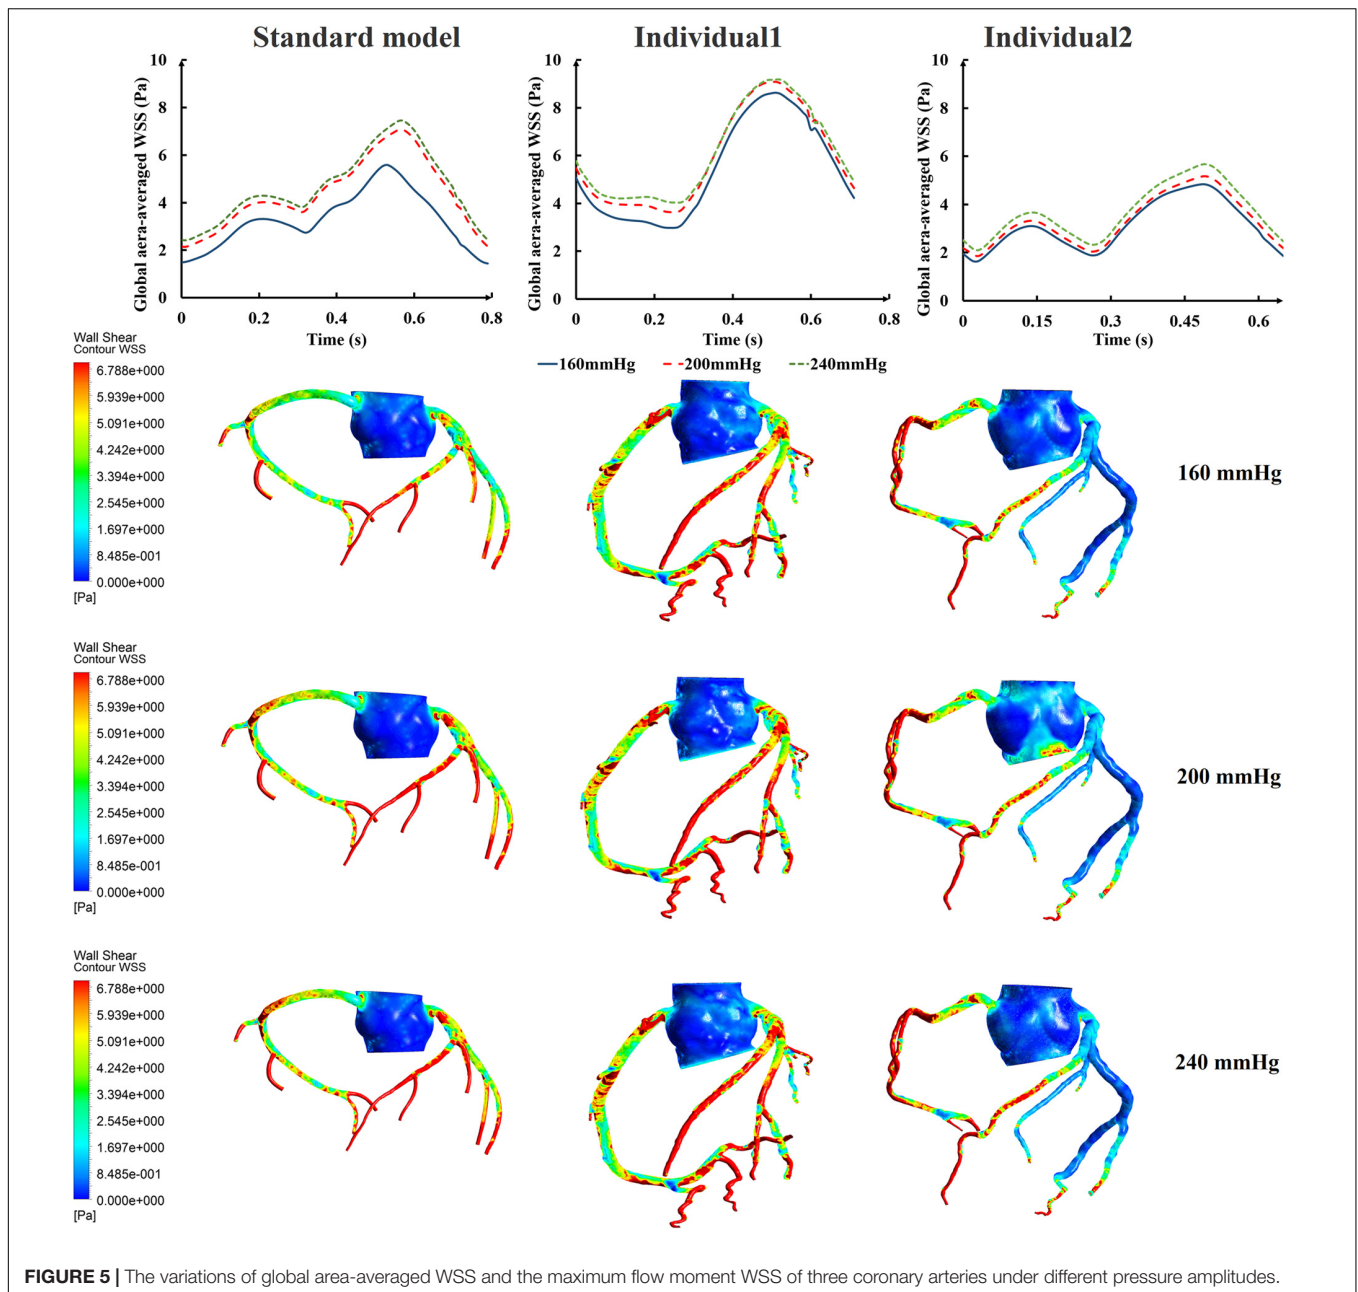 Standard model
Individual1
Individual2
Global aera-averaged WSS (Pa)
10
8
6
4
2
0
0
0.2
0.4
0.6
0.8
Time (s)
Global aera-averaged WSS (Pa)
10
8
6
4
2
0
0
0.2
0.4
0.6
0.8
Time (s)
Global aera-averaged WSS (Pa)
10
8
6
4
2
0
0
0.15
0.3
0.45
0.6
Time (s)
160mmHg
200mmHg
240mmHg
Wall Shear
Contour WSS
6.788e+000
5.939e+000
5.091e+000
4.242e+000
3.394e+000
2.545e+000
1.697e+000
8.485e-001
0.000e+000
[Pa]
160 mmHg
Wall Shear
Contour WSS
6.788e+000
5.939e+000
5.091e+000
4.242e+000
3.394e+000
2.545e+000
1.697e+000
8.485e-001
0.000e+000
[Pa]
200 mmHg
Wall Shear
Contour WSS
6.788e+000
5.939e+000
5.091e+000
4.242e+000
3.394e+000
2.545e+000
1.697e+000
8.485e-001
0.000e+000
[Pa]
240 mmHg
FIGURE 5 | The variations of global area-averaged WSS and the maximum flow moment WSS of three coronary arteries under different pressure amplitudes.